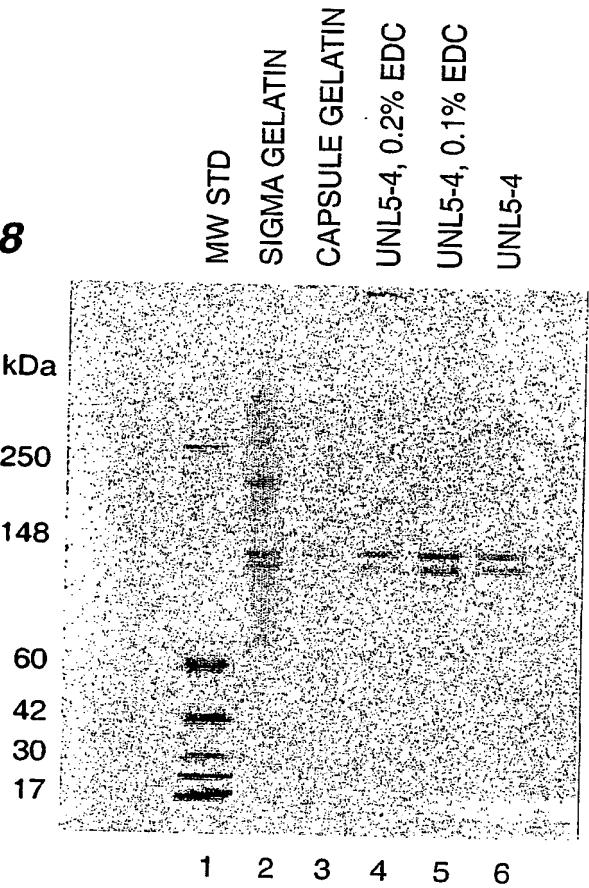 8
MW STD
SIGMA GELATIN
CAPSULE GELATIN
UNL5-4, 0.2% EDC
UNL5-4, 0.1% EDC
UNL5-4
kDa
250
148
60
42
30
17
1 2 3 4 5 6